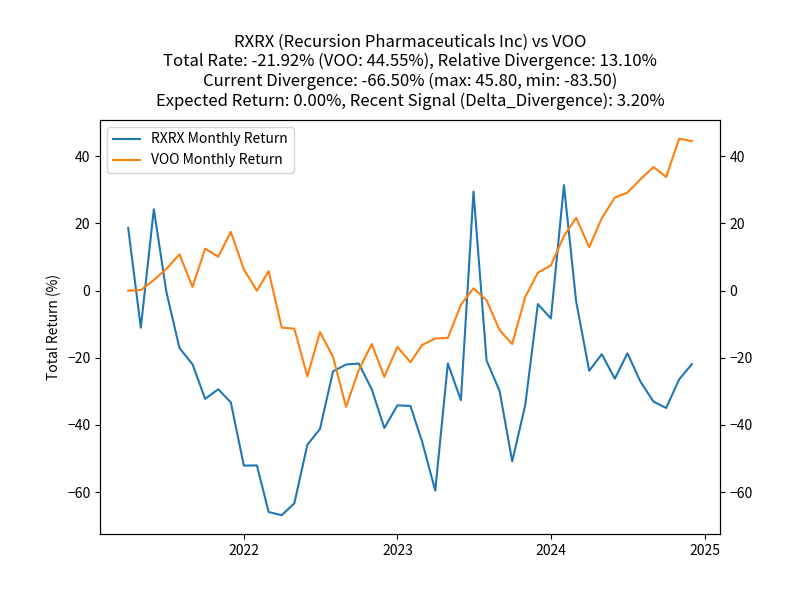 RXRX (Recursion Pharmaceuticals Inc) vs VOO
Total Rate: -21.92% (VOO: 44.55%), Relative Divergence: 13.10%
Current Divergence: -66.50% (max: 45.80, min: -83.50)
Expected Return: 0.00%, Recent Signal (Delta_Divergence): 3.20%
RXRX Monthly Return
VOO Monthly Return
Total Return (%)
40
20
0
−20
−40
−60
40
20
0
−20
−40
−60
2022
2023
2024
2025